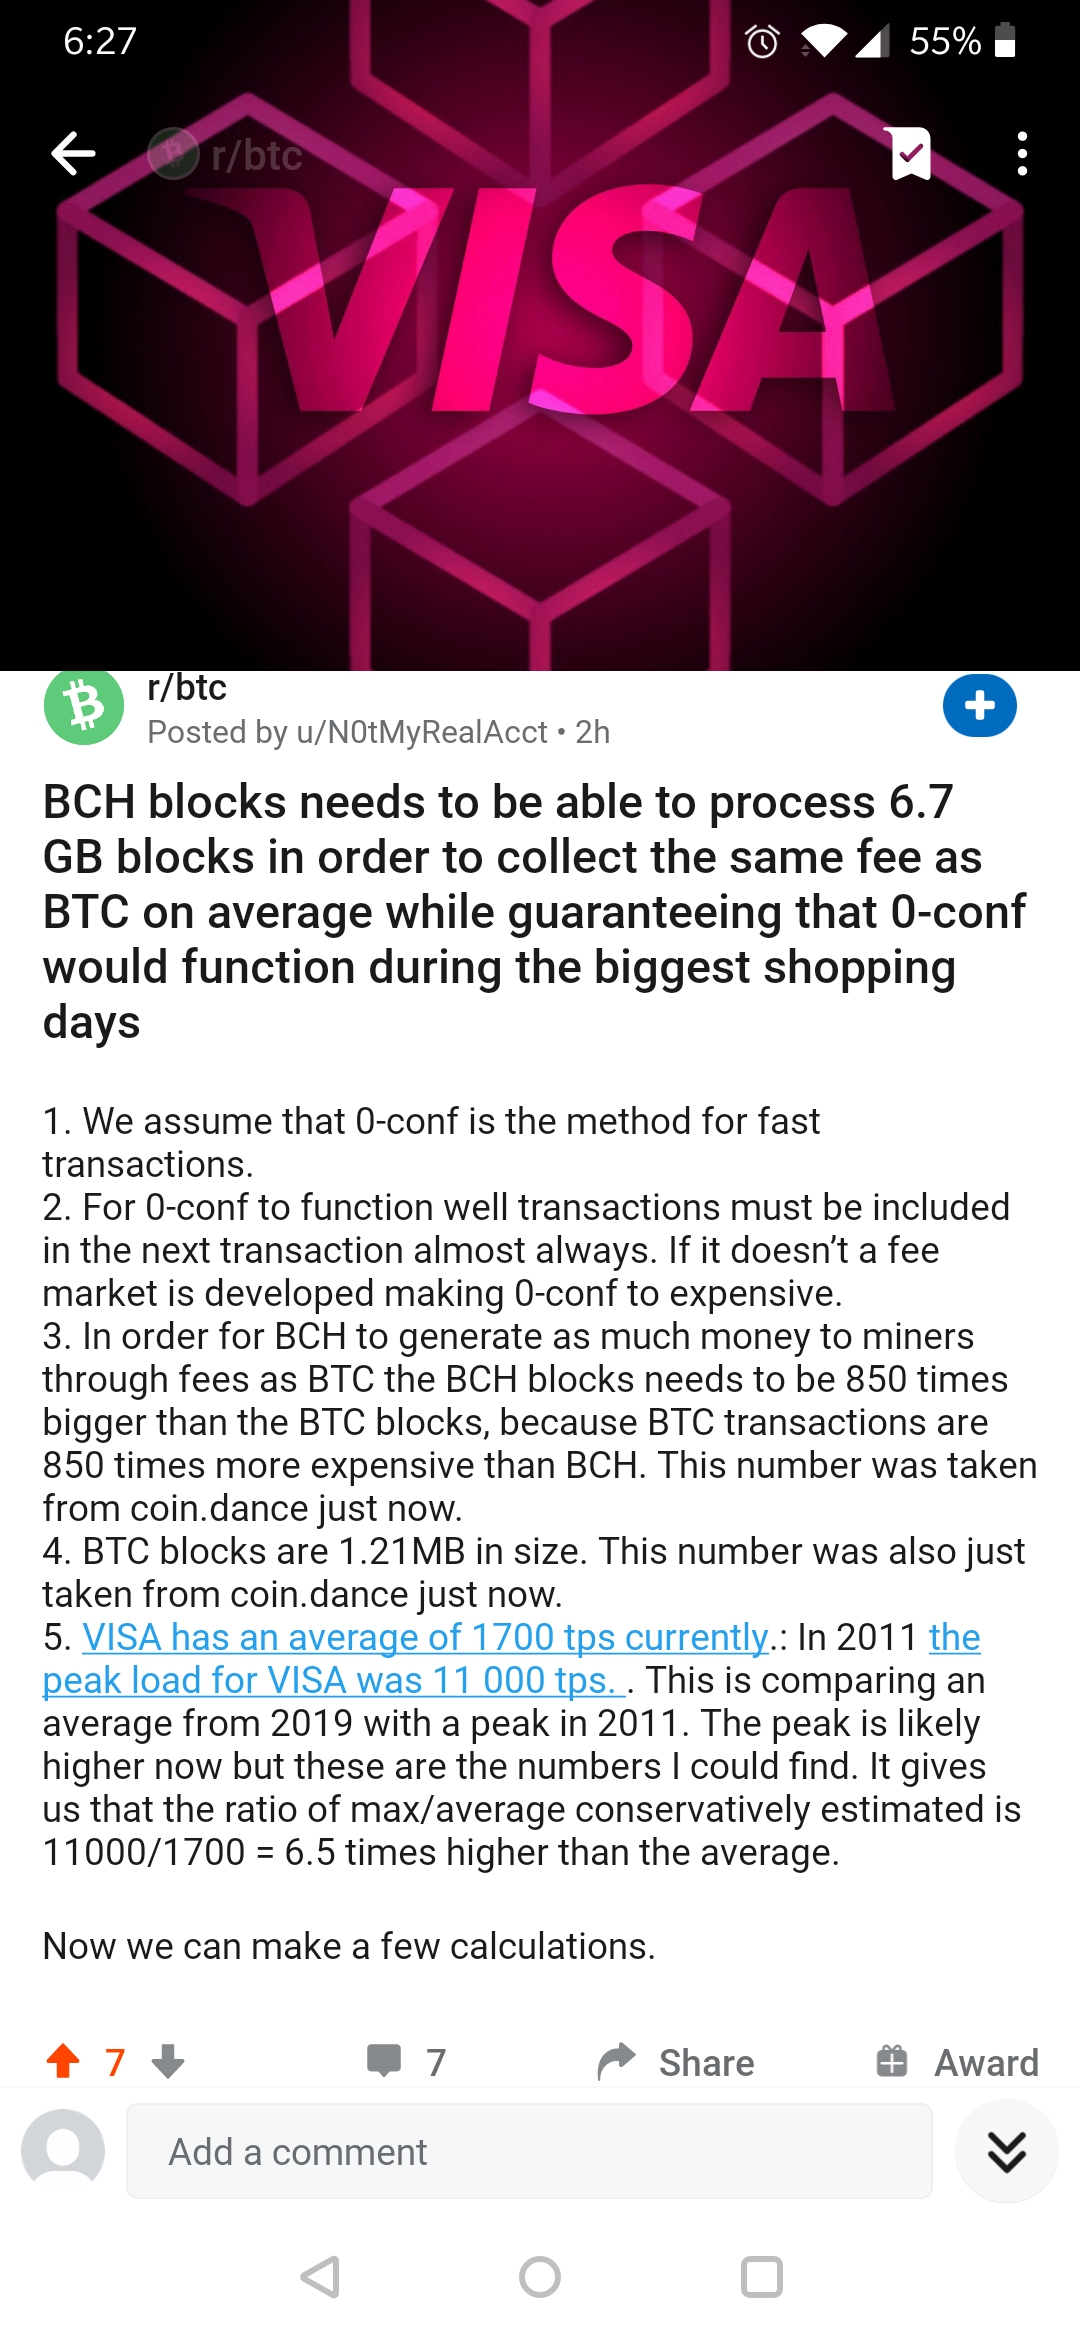 6:27
55%
r/btc
VISA
r/btc
Posted by u/N0tMyRealAcct • 2h
BCH blocks needs to be able to process 6.7
GB blocks in order to collect the same fee as
BTC on average while guaranteeing that 0-conf
would function during the biggest shopping
days
1. We assume that 0-conf is the method for fast
transactions.
2. For 0-conf to function well transactions must be included
in the next transaction almost always. If it doesn’t a fee
market is developed making 0-conf to expensive.
3. In order for BCH to generate as much money to miners
through fees as BTC the BCH blocks needs to be 850 times
bigger than the BTC blocks, because BTC transactions are
850 times more expensive than BCH. This number was taken
from coin.dance just now.
4. BTC blocks are 1.21MB in size. This number was also just
taken from coin.dance just now.
5. VISA has an average of 1700 tps currently.: In 2011 the
peak load for VISA was 11 000 tps. . This is comparing an
average from 2019 with a peak in 2011. The peak is likely
higher now but these are the numbers I could find. It gives
us that the ratio of max/average conservatively estimated is
11000/1700 = 6.5 times higher than the average.
Now we can make a few calculations.
7 7 Share Award
Add a comment